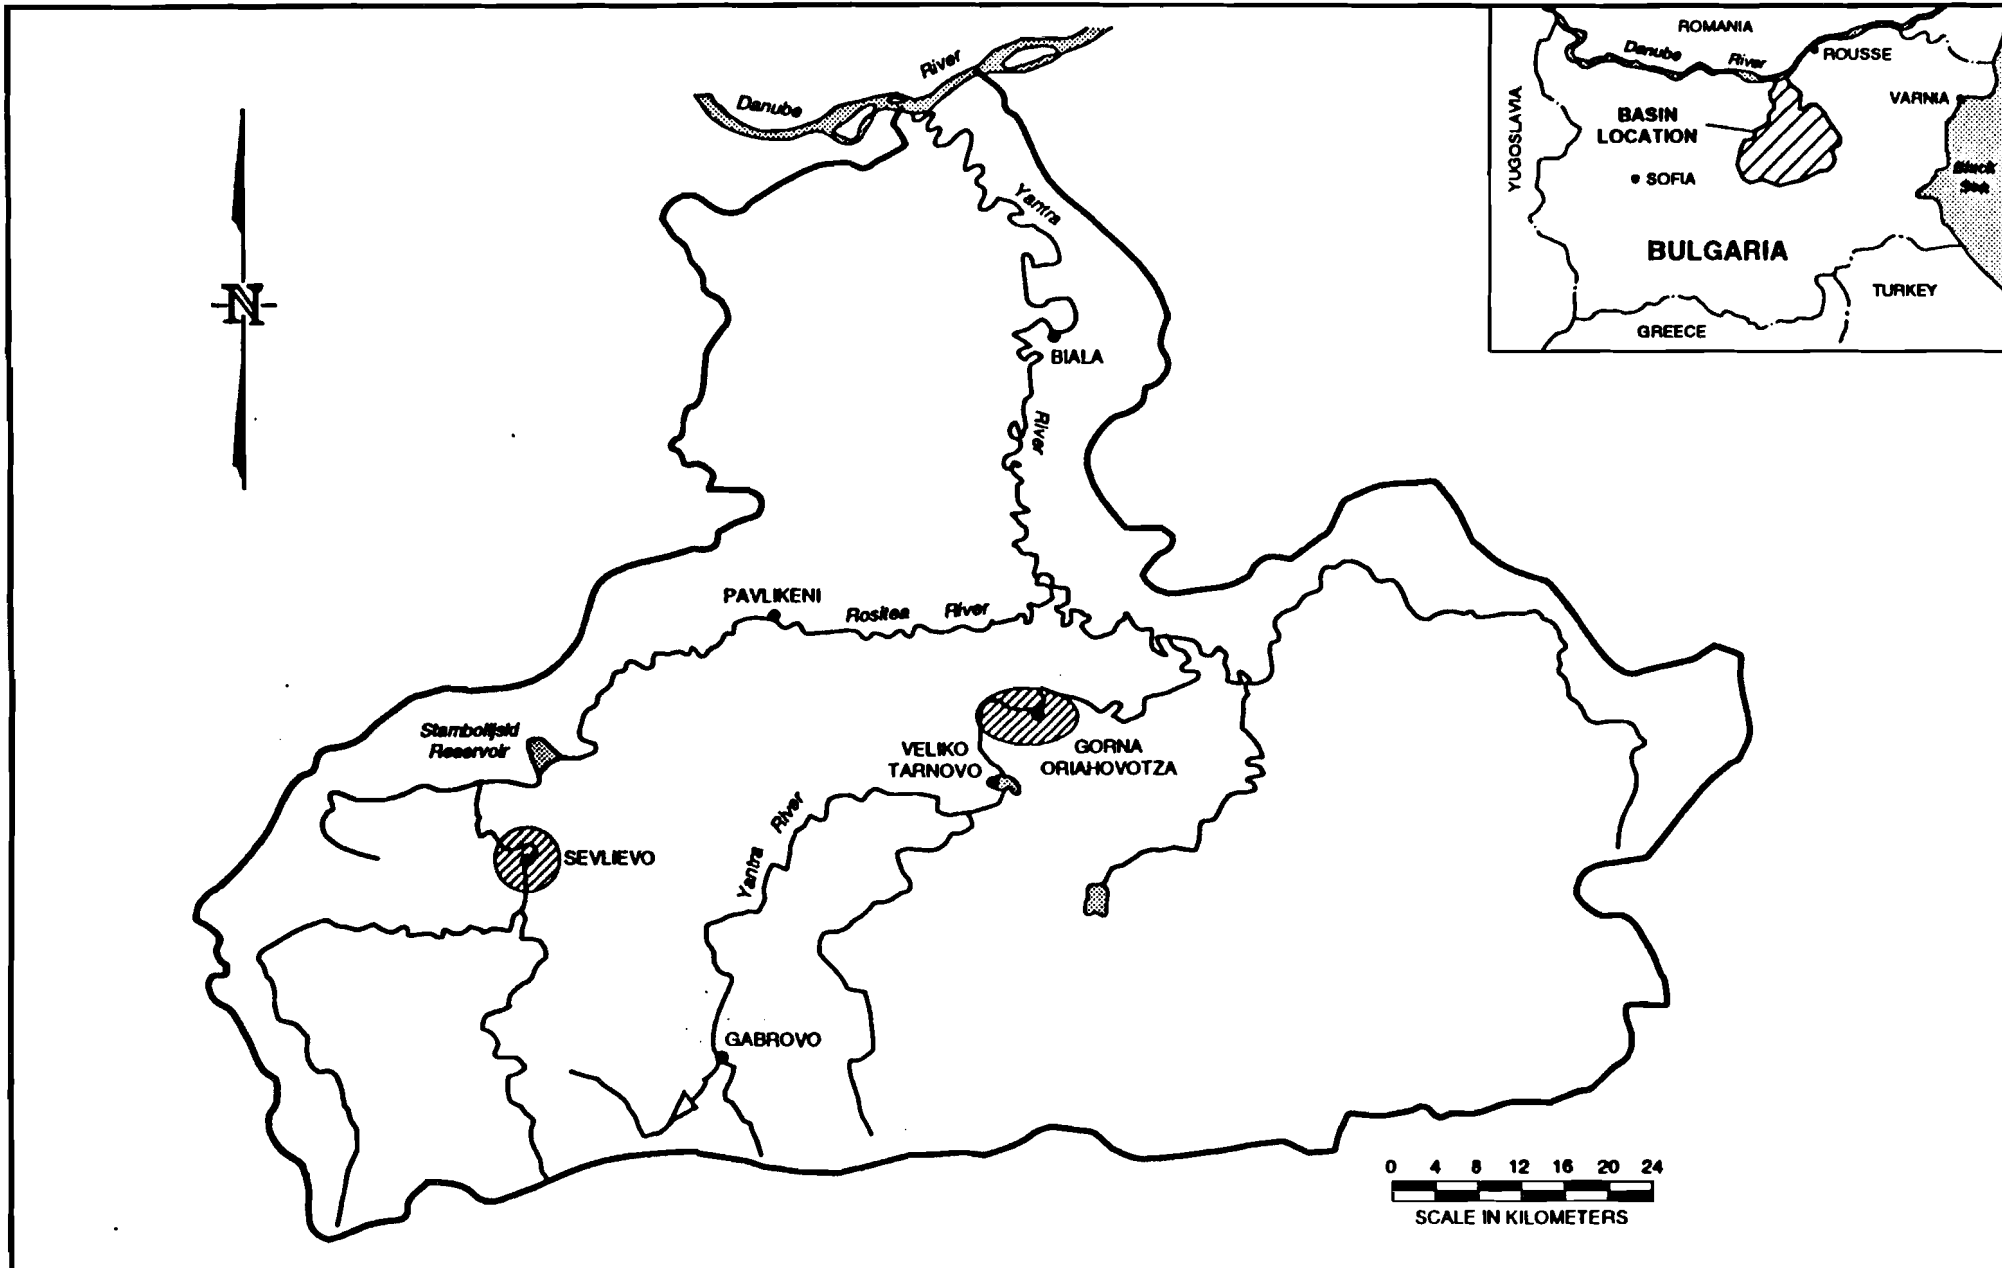 ROMANIA
Danube River
ROUSSE
VARNIA
YUGOSLAVIA
BASIN
LOCATION
SOFIA
Black
Sea
BULGARIA
TURKEY
GREECE
River
Danube
N
Yantra
BIALA
River
PAVLIKENI
Rositea River
Stambolijski
Reservoir
VELIKO
TARNOVO
GORNA
ORIAHOVOTZA
Yantra River
SEVLIEVO
GABROVO
0 4 8 12 16 20 24
SCALE IN KILOMETERS